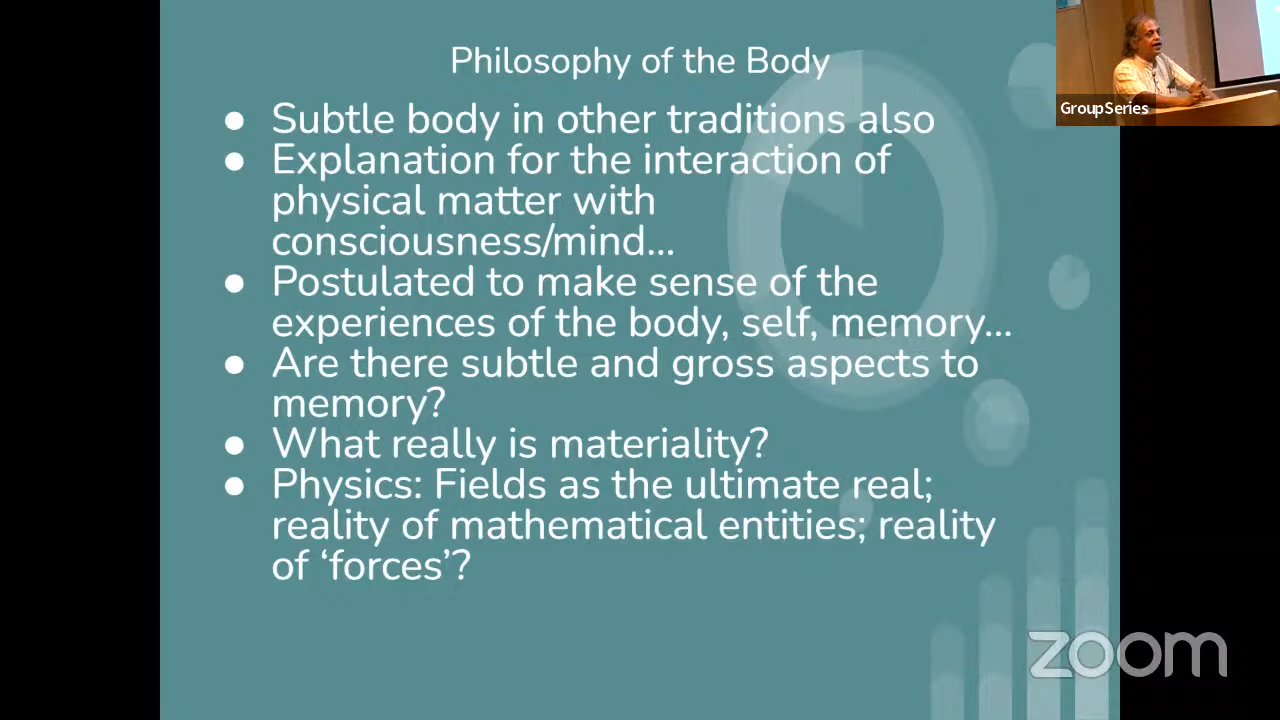 Philosophy of the Body
● Subtle body in other traditions also
● Explanation for the interaction of
physical matter with
consciousness/mind...
● Postulated to make sense of the
experiences of the body, self, memory...
● Are there subtle and gross aspects to
memory?
● What really is materiality?
● Physics: Fields as the ultimate real;
reality of mathematical entities; reality
of ‘forces’?
GroupSeries
zoom